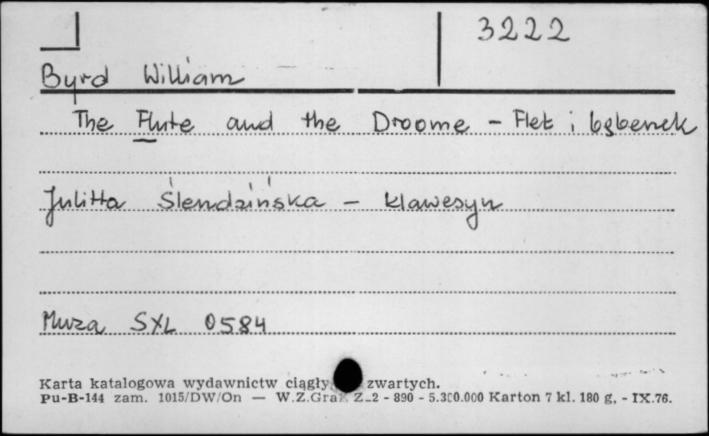 3222
Byrd William
The Flute and the Droome - Flet i bębenek
Julitta Ślendzińska - klawesyn
Muza SXL 0584
Karta katalogowa wydawnictw ciągły zwartych.
Pu-B-144 zam. 1015/DW/On — W.Z.Graf. Z-2 - 890 - 5.300.000 Karton 7 kl. 180 g. - IX.76.